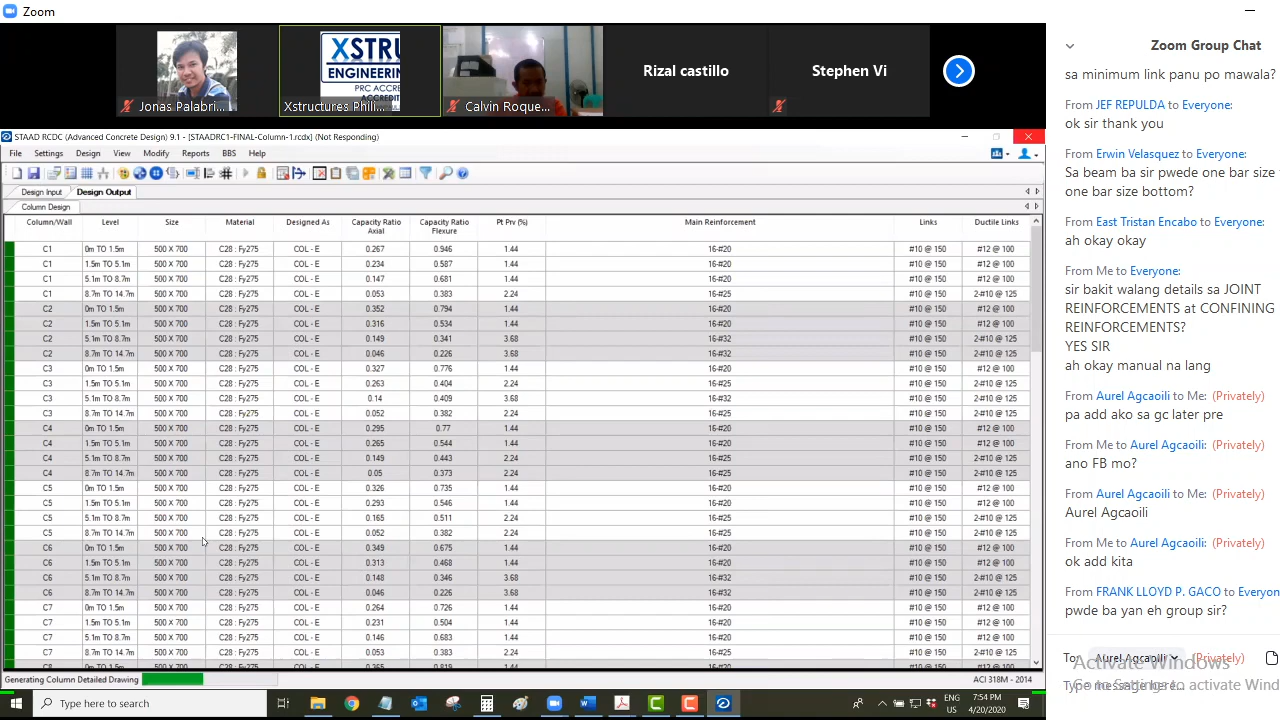 Zoom
XSTRU
ENGINEERIN
PRC ACCRE
ACCREDIT
Jonas Palabri...
Xstructures Phili...
Calvin Roque...
Rizal castillo
Stephen Vi
STAAD RCDC (Advanced Concrete Design) 9.1 - [STAADRC1-FINAL-Column-1.rcdx] (Not Responding)
File Settings Design View Modify Reports BBS Help
Design Input Design Output
Column Design
Column/Wall Level Size Material Designed As Capacity Ratio Axial Capacity Ratio Flexure Pt Prv (%) Main Reinforcement Links Ductile Links
C1 0m TO 1.5m 500 X 700 C28 : Fy275 COL - E 0.267 0.946 1.44 16-#20 #10 @ 150 #12 @ 100
C1 1.5m TO 5.1m 500 X 700 C28 : Fy275 COL - E 0.234 0.587 1.44 16-#20 #10 @ 150 #12 @ 100
C1 5.1m TO 8.7m 500 X 700 C28 : Fy275 COL - E 0.147 0.681 1.44 16-#20 #10 @ 150 #12 @ 100
C1 8.7m TO 14.7m 500 X 700 C28 : Fy275 COL - E 0.053 0.383 2.24 16-#25 #10 @ 150 2-#10 @ 125
C2 0m TO 1.5m 500 X 700 C28 : Fy275 COL - E 0.352 0.794 1.44 16-#20 #10 @ 150 #12 @ 100
C2 1.5m TO 5.1m 500 X 700 C28 : Fy275 COL - E 0.316 0.534 1.44 16-#20 #10 @ 150 #12 @ 100
C2 5.1m TO 8.7m 500 X 700 C28 : Fy275 COL - E 0.149 0.341 3.68 16-#32 #10 @ 150 2-#10 @ 125
C2 8.7m TO 14.7m 500 X 700 C28 : Fy275 COL - E 0.046 0.226 3.68 16-#32 #10 @ 150 2-#10 @ 125
C3 0m TO 1.5m 500 X 700 C28 : Fy275 COL - E 0.327 0.776 1.44 16-#20 #10 @ 150 #12 @ 100
C3 1.5m TO 5.1m 500 X 700 C28 : Fy275 COL - E 0.263 0.404 2.24 16-#25 #10 @ 150 2-#10 @ 125
C3 5.1m TO 8.7m 500 X 700 C28 : Fy275 COL - E 0.14 0.409 3.68 16-#32 #10 @ 150 2-#10 @ 125
C3 8.7m TO 14.7m 500 X 700 C28 : Fy275 COL - E 0.052 0.382 2.24 16-#25 #10 @ 150 2-#10 @ 125
C4 0m TO 1.5m 500 X 700 C28 : Fy275 COL - E 0.295 0.77 1.44 16-#20 #10 @ 150 #12 @ 100
C4 1.5m TO 5.1m 500 X 700 C28 : Fy275 COL - E 0.265 0.544 1.44 16-#20 #10 @ 150 #12 @ 100
C4 5.1m TO 8.7m 500 X 700 C28 : Fy275 COL - E 0.149 0.443 2.24 16-#25 #10 @ 150 2-#10 @ 125
C4 8.7m TO 14.7m 500 X 700 C28 : Fy275 COL - E 0.05 0.373 2.24 16-#25 #10 @ 150 2-#10 @ 125
C5 0m TO 1.5m 500 X 700 C28 : Fy275 COL - E 0.326 0.735 1.44 16-#20 #10 @ 150 #12 @ 100
C5 1.5m TO 5.1m 500 X 700 C28 : Fy275 COL - E 0.293 0.546 1.44 16-#20 #10 @ 150 #12 @ 100
C5 5.1m TO 8.7m 500 X 700 C28 : Fy275 COL - E 0.165 0.511 2.24 16-#25 #10 @ 150 2-#10 @ 125
C5 8.7m TO 14.7m 500 X 700 C28 : Fy275 COL - E 0.052 0.382 2.24 16-#25 #10 @ 150 2-#10 @ 125
C6 0m TO 1.5m 500 X 700 C28 : Fy275 COL - E 0.349 0.675 1.44 16-#20 #10 @ 150 #12 @ 100
C6 1.5m TO 5.1m 500 X 700 C28 : Fy275 COL - E 0.313 0.468 1.44 16-#20 #10 @ 150 #12 @ 100
C6 5.1m TO 8.7m 500 X 700 C28 : Fy275 COL - E 0.148 0.346 3.68 16-#32 #10 @ 150 2-#10 @ 125
C6 8.7m TO 14.7m 500 X 700 C28 : Fy275 COL - E 0.046 0.226 3.68 16-#32 #10 @ 150 2-#10 @ 125
C7 0m TO 1.5m 500 X 700 C28 : Fy275 COL - E 0.264 0.726 1.44 16-#20 #10 @ 150 #12 @ 100
C7 1.5m TO 5.1m 500 X 700 C28 : Fy275 COL - E 0.231 0.504 1.44 16-#20 #10 @ 150 #12 @ 100
C7 5.1m TO 8.7m 500 X 700 C28 : Fy275 COL - E 0.146 0.683 1.44 16-#20 #10 @ 150 #12 @ 100
C7 8.7m TO 14.7m 500 X 700 C28 : Fy275 COL - E 0.053 0.383 2.24 16-#25 #10 @ 150 2-#10 @ 125
Generating Column Detailed Drawing
ACI 318M - 2014
Type here to search
ENG
US
7:54 PM
4/20/2020
Zoom Group Chat
sa minimum link panu po mawala?
From JEF REPULDA to Everyone:
ok sir thank you
From Erwin Velasquez to Everyone:
Sa beam ba sir pwede one bar size
one bar size bottom?
From East Tristan Encabo to Everyone:
ah okay okay
From Me to Everyone:
sir bakit walang details sa JOINT
REINFORCEMENTS at CONFINING
REINFORCEMENTS?
YES SIR
ah okay manual na lang
From Aurel Agcaoili to Me: (Privately)
pa add ako sa gc later pre
From Me to Aurel Agcaoili: (Privately)
ano FB mo?
From Aurel Agcaoili to Me: (Privately)
Aurel Agcaoili
From Me to Aurel Agcaoili: (Privately)
ok add kita
From FRANK LLOYD P. GACO to Everyon
pwde ba yan eh group sir?
To: Aurel Agcaoili (Privately)
Type message here...
Activate Windows
Go to Settings to activate Wind